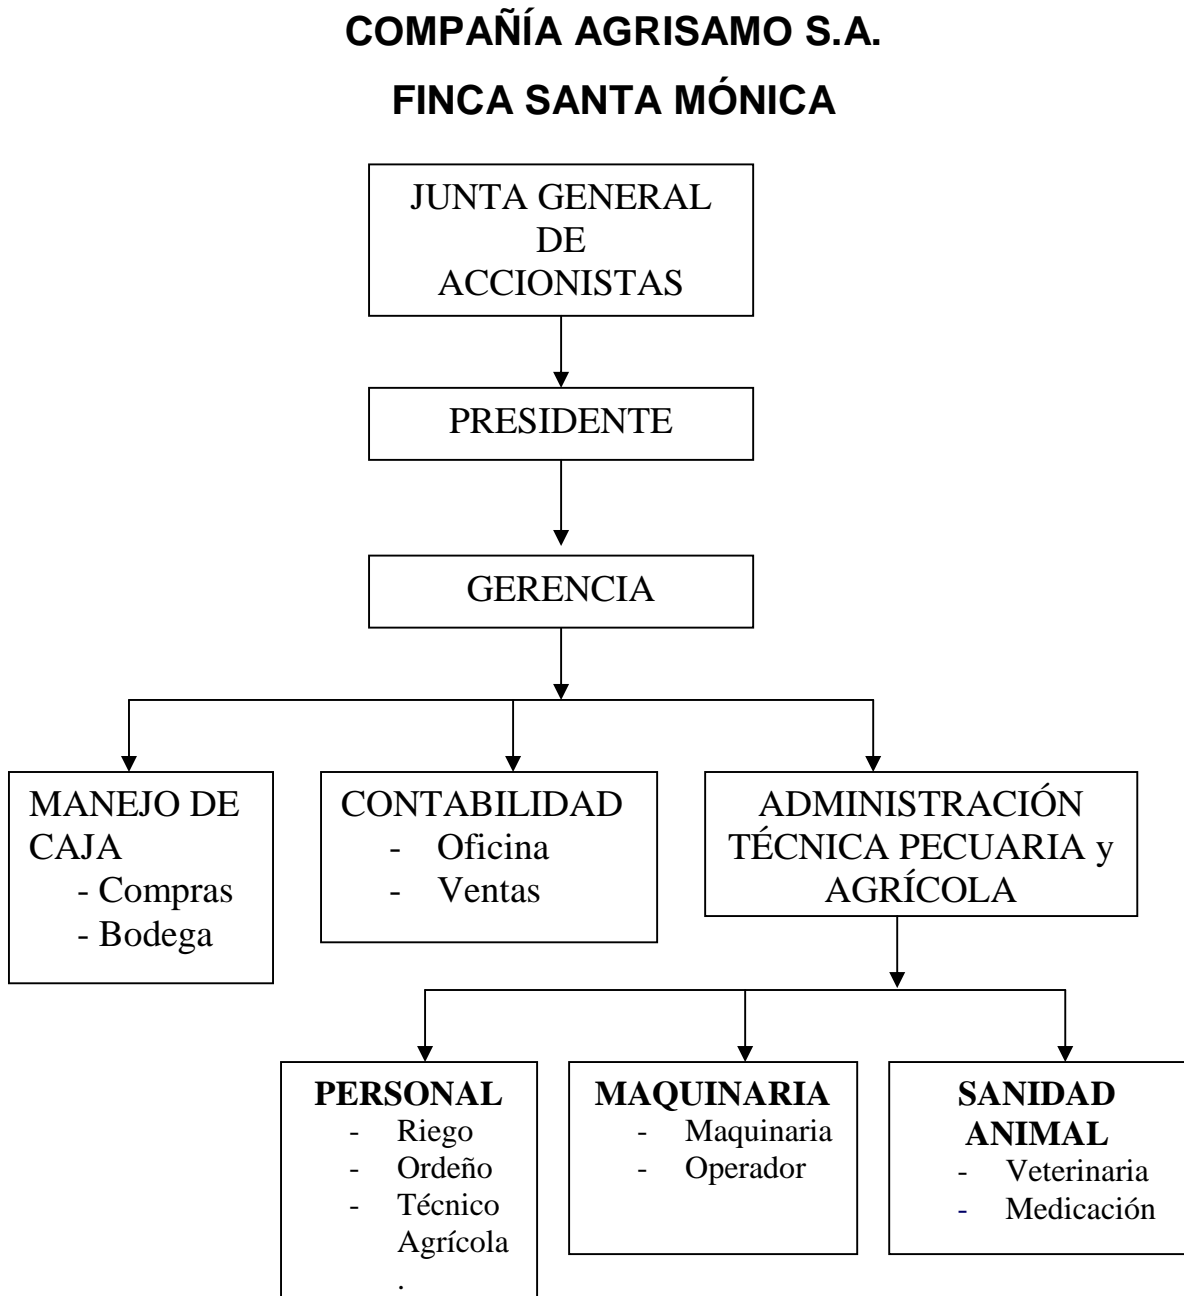 COMPAÑÍA AGRISAMO S.A.
FINCA SANTA MÓNICA
JUNTA GENERAL
DE
ACCIONISTAS
PRESIDENTE
GERENCIA
MANEJO DE
CAJA
- Compras
- Bodega
CONTABILIDAD
- Oficina
- Ventas
ADMINISTRACIÓN
TÉCNICA PECUARIA y
AGRÍCOLA
PERSONAL
- Riego
- Ordeño
- Técnico
Agrícola
.
MAQUINARIA
- Maquinaria
- Operador
SANIDAD
ANIMAL
- Veterinaria
- Medicación